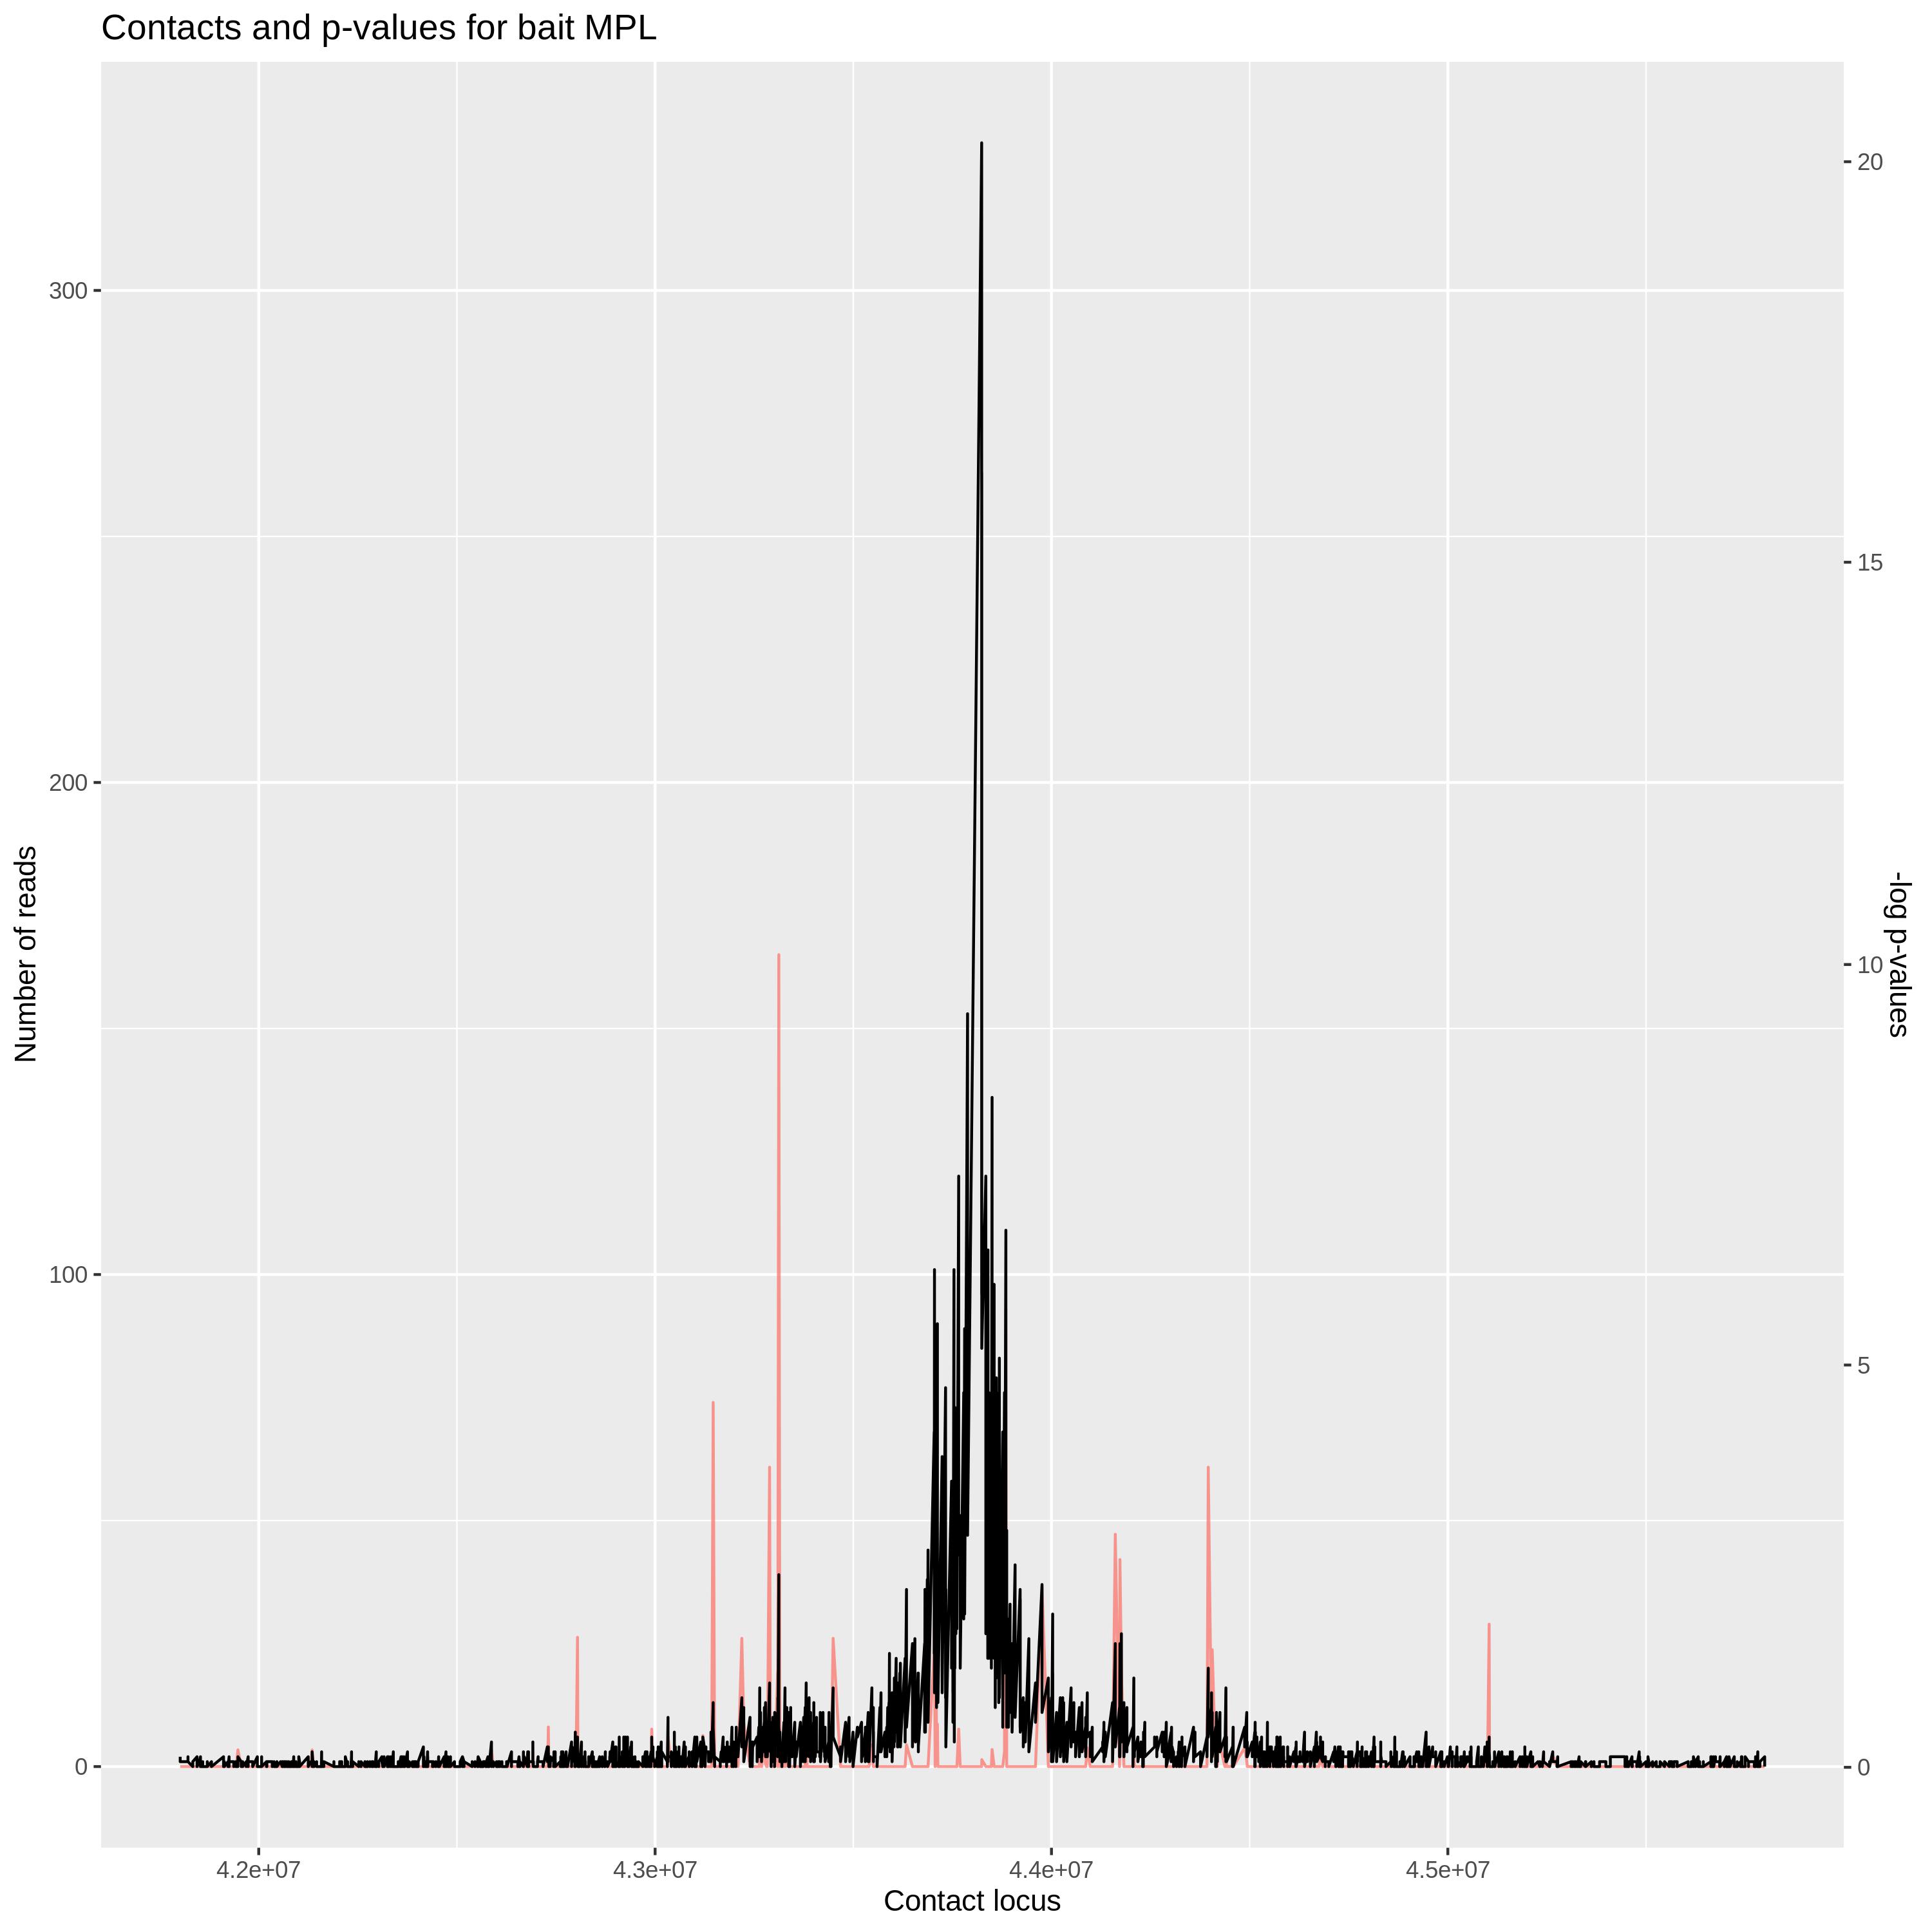 Contacts and p-values for bait MPL
300
200
100
0
Number of reads
20
15
10
5
0
-log p-values
4.2e+07
4.3e+07
4.4e+07
4.5e+07
Contact locus